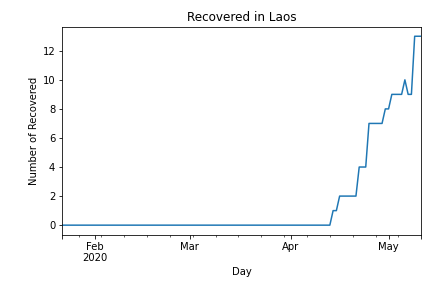 Recovered in Laos
Number of Recovered
12
10
8
6
4
2
0
Feb
2020
Mar
Apr
May
Day